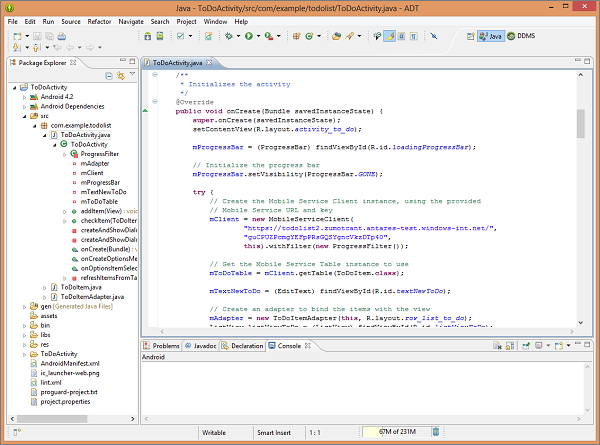 Java - ToDoActivity/src/com/example/todolist/ToDoActivity.java - ADT
File Edit Run Source Refactor Navigate Search Project Window Help
Java DDMS
Package Explorer
ToDoActivity
Android 4.2
Android Dependencies
src
com.example.todolist
ToDoActivity.java
ToDoActivity
ProgressFilter
mAdapter
mClient
mProgressBar
mTextNewToDo
mToDoTable
addItem(View) : void
checkItem(ToDoItem
createAndShowDialo
createAndShowDialo
onCreate(Bundle) : void
onCreateOptionsMe
onOptionsItemSelec
refreshItemsFromTa
ToDoItem.java
ToDoItemAdapter.java
gen [Generated Java Files]
assets
bin
libs
res
ToDoActivity
AndroidManifest.xml
ic_launcher-web.png
lint.xml
proguard-project.txt
project.properties
ToDoActivity.java
/**
* Initializes the activity
*/
@Override
public void onCreate(Bundle savedInstanceState) {
super.onCreate(savedInstanceState);
setContentView(R.layout.activity_to_do);
mProgressBar = (ProgressBar) findViewById(R.id.loadingProgressBar);
// Initialize the progress bar
mProgressBar.setVisibility(ProgressBar.GONE);
try {
// Create the Mobile Service Client instance, using the provided
// Mobile Service URL and key
mClient = new MobileServiceClient(
"https://todolist2.zumotcant.antares-test.windows-int.net/",
this).withFilter(new ProgressFilter());
// Get the Mobile Service Table instance to use
mToDoTable = mClient.getTable(ToDoItem.class);
mTextNewToDo = (EditText) findViewById(R.id.textNewToDo);
// Create an adapter to bind the items with the view
mAdapter = new ToDoItemAdapter(this, R.layout.row_list_to_do);
Problems Javadoc Declaration Console
Android
Writable Smart Insert 1 : 1 67M of 231M